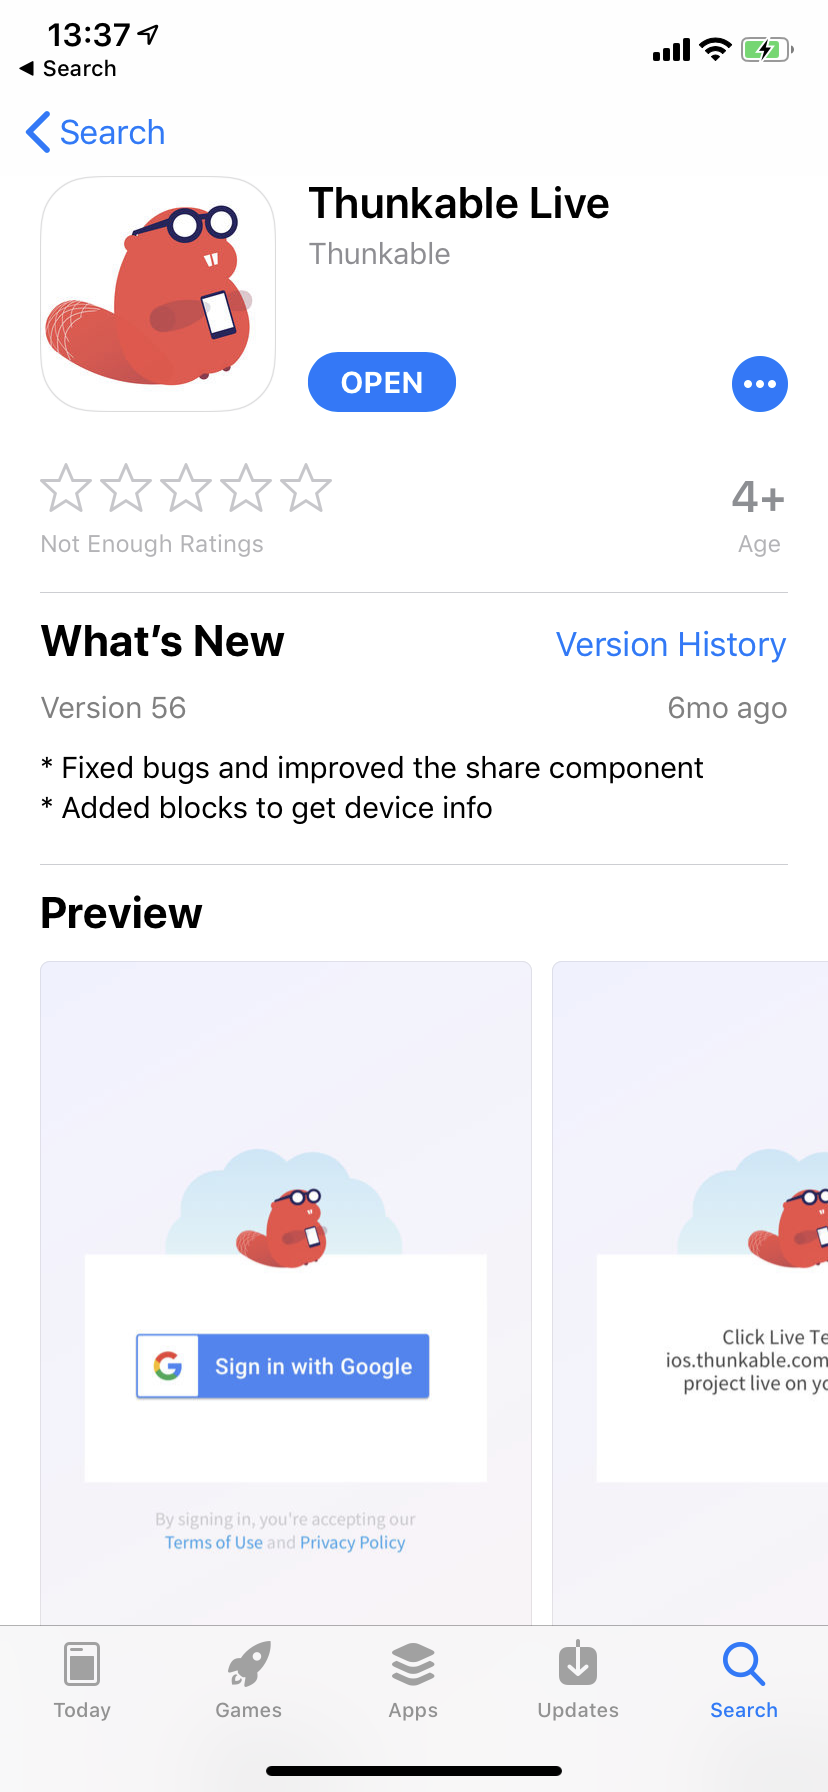 13:37
Search
Search
Thunkable Live
Thunkable
OPEN
4+
Not Enough Ratings
Age
What's New
Version History
Version 56
6mo ago
* Fixed bugs and improved the share component
* Added blocks to get device info
Preview
Sign in with Google
By signing in, you're accepting our
Terms of Use and Privacy Policy
Click Live Te
ios.thunkable.com
project live on yo
Today
Games
Apps
Updates
Search